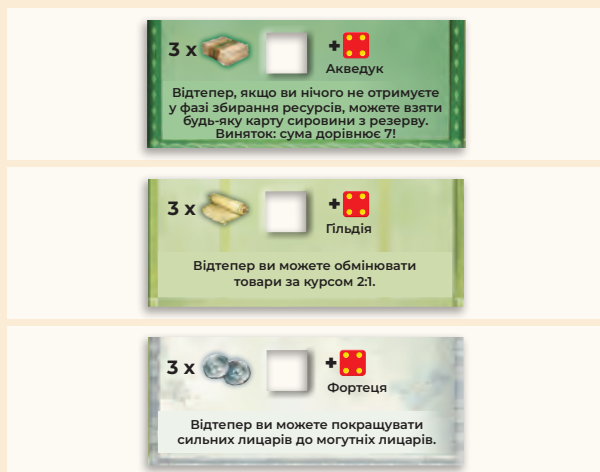 3 x
+
Акведук
Відтепер, якщо ви нічого не отримуєте
у фазі збирання ресурсів, можете взяти
будь-яку карту сировини з резерву.
Виняток: сума дорівнює 7!
3 x
+
Гільдія
Відтепер ви можете обмінювати
товари за курсом 2:1.
3 x
+
Фортеця
Відтепер ви можете покращувати
сильних лицарів до могутніх лицарів.